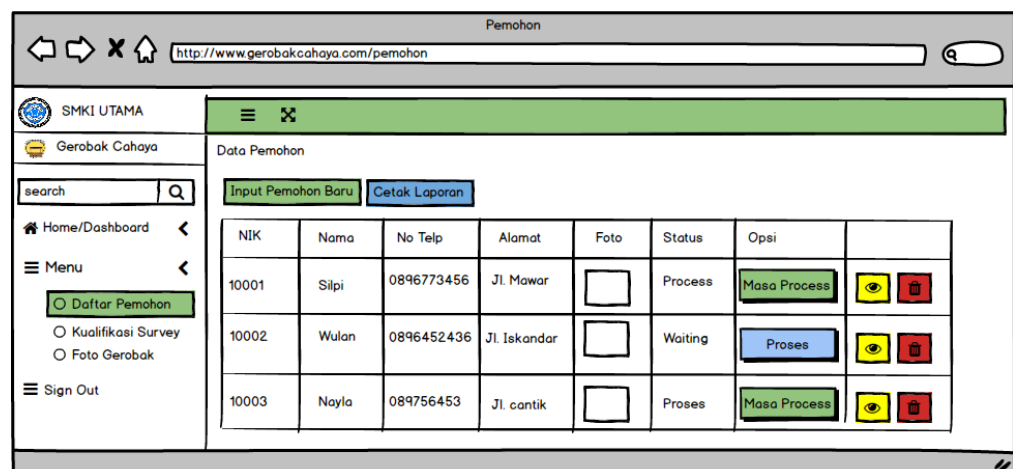 Pemohon
http://www.gerobakcahaya.com/pemohon
SMKI UTAMA
Gerobak Cahaya
search
Home/Dashboard
Menu
Daftar Pemohon
Kualifikasi Survey
Foto Gerobak
Sign Out
Data Pemohon
Input Pemohon Baru Cetak Laporan
NIK Nama No Telp Alamat Foto Status Opsi
10001 Silpi 0896773456 Jl. Mawar Process Masa Process
10002 Wulan 0896452436 Jl. Iskandar Waiting Proses
10003 Nayla 089756453 Jl. cantik Proses Masa Process